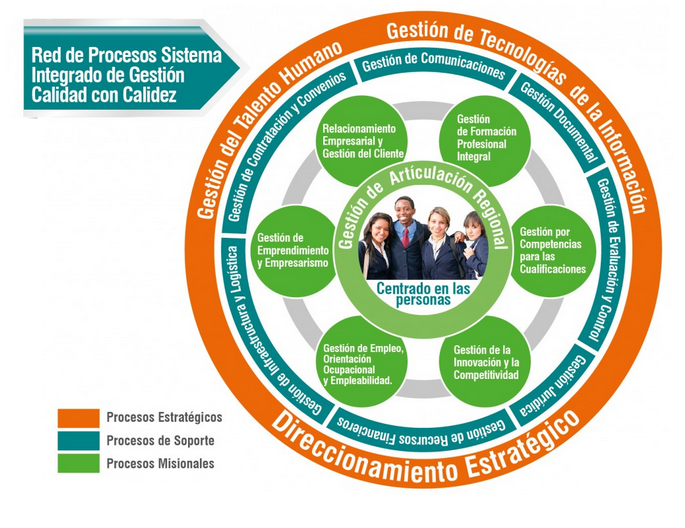 Red de Procesos Sistema
Integrado de Gestión
Calidad con Calidez
Gestión del Talento Humano
Gestión de Tecnologías de la Información
Direccionamiento Estratégico
Gestión de Comunicaciones
Gestión Documental
Gestión de Evaluación y Control
Gestión Jurídica
Gestión de Recursos Financieros
Gestión de Infraestructura y Logística
Gestión de Contratación y Convenios
Relacionamiento
Empresarial y
Gestión del Cliente
Gestión
de Formación
Profesional
Integral
Gestión por
Competencias
para las
Cualificaciones
Gestión de la
Innovación y la
Competitividad
Gestión de Empleo,
Orientación
Ocupacional
y Empleabilidad.
Gestión de
Emprendimiento
y Empresarismo
Gestión de Artículación Regional
Centrado en las
personas
Procesos Estratégicos
Procesos de Soporte
Procesos Misionales